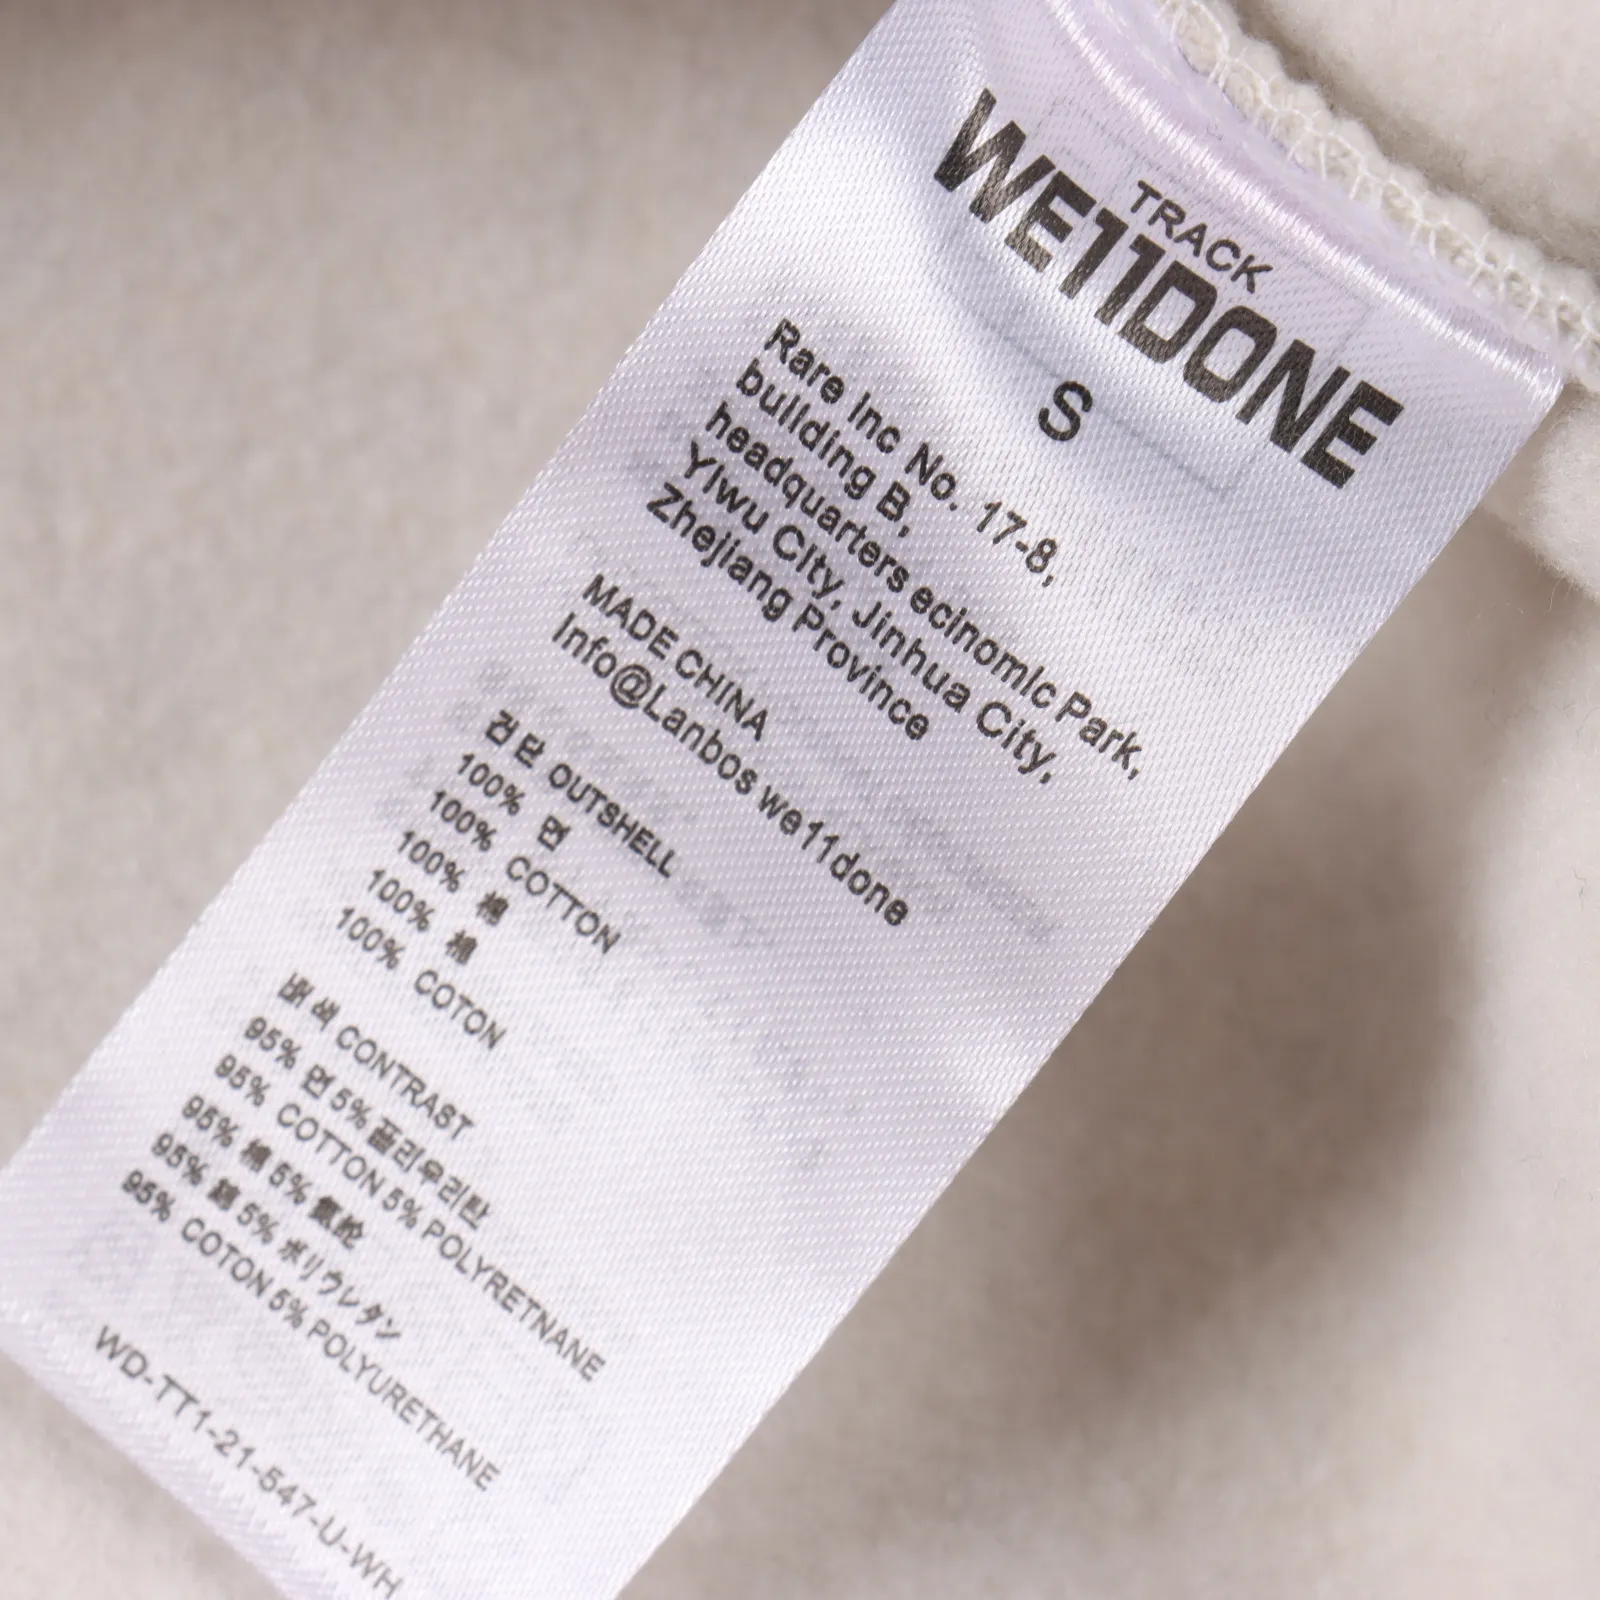 TRACK
WE11DONE
S
Rare Inc No. 17-8,
building B,
headquarters ecinomic Park,
Yiwu City, Jinhua City,
Zhejiang Province
MADE CHINA
Info@Lanbos we11done
겉단 OUTSHELL
100% 면
100% COTTON
100% 棉
100% 棉
100% COTON
배색 CONTRAST
95% 면 5% 폴리우리탄
95% COTTON 5% POLYRETNANE
95% 棉 5% 氨纶
95% 綿 5% ポリウレタン
95% COTON 5% POLYURETHANE
WD-TT1-21-547-U-WH